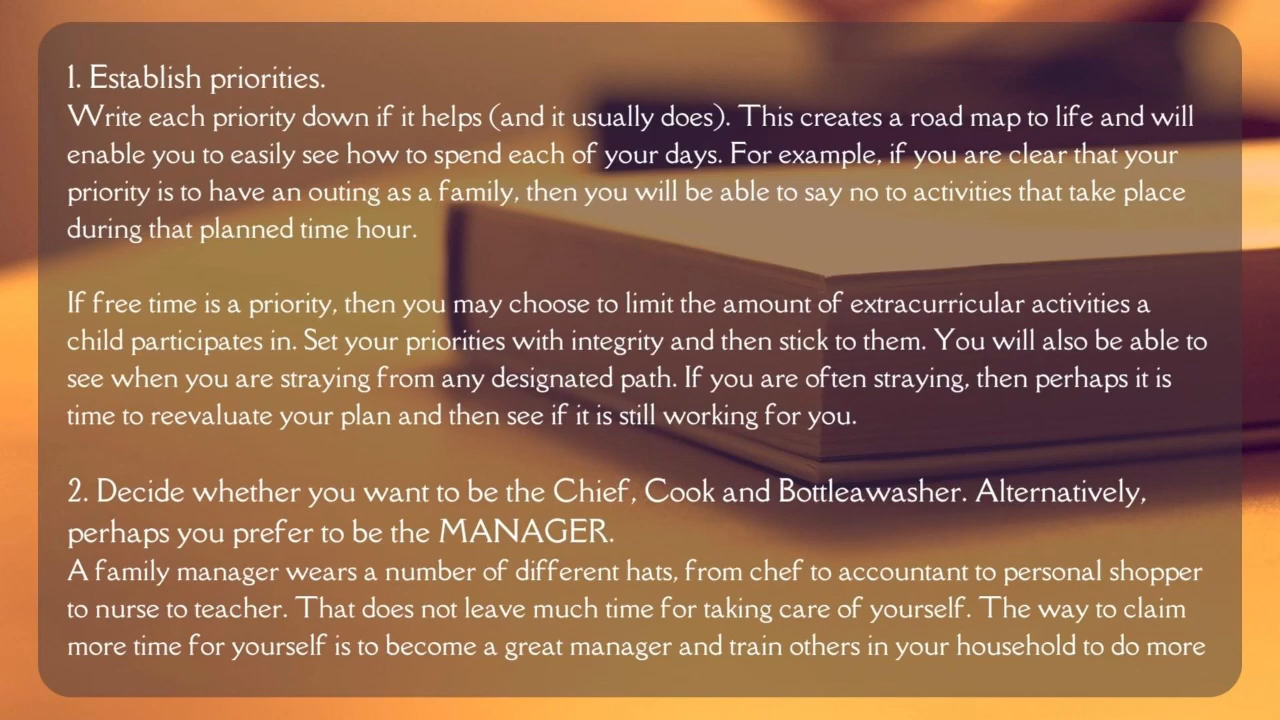 1. Establish priorities.
Write each priority down if it helps (and it usually does). This creates a road map to life and will
enable you to easily see how to spend each of your days. For example, if you are clear that your
priority is to have an outing as a family, then you will be able to say no to activities that take place
during that planned time hour.
If free time is a priority, then you may choose to limit the amount of extracurricular activities a
child participates in. Set your priorities with integrity and then stick to them. You will also be able to
see when you are straying from any designated path. If you are often straying, then perhaps it is
time to reevaluate your plan and then see if it is still working for you.
2. Decide whether you want to be the Chief, Cook and Bottleawasher. Alternatively,
perhaps you prefer to be the MANAGER.
A family manager wears a number of different hats, from chef to accountant to personal shopper
to nurse to teacher. That does not leave much time for taking care of yourself. The way to claim
more time for yourself is to become a great manager and train others in your household to do more